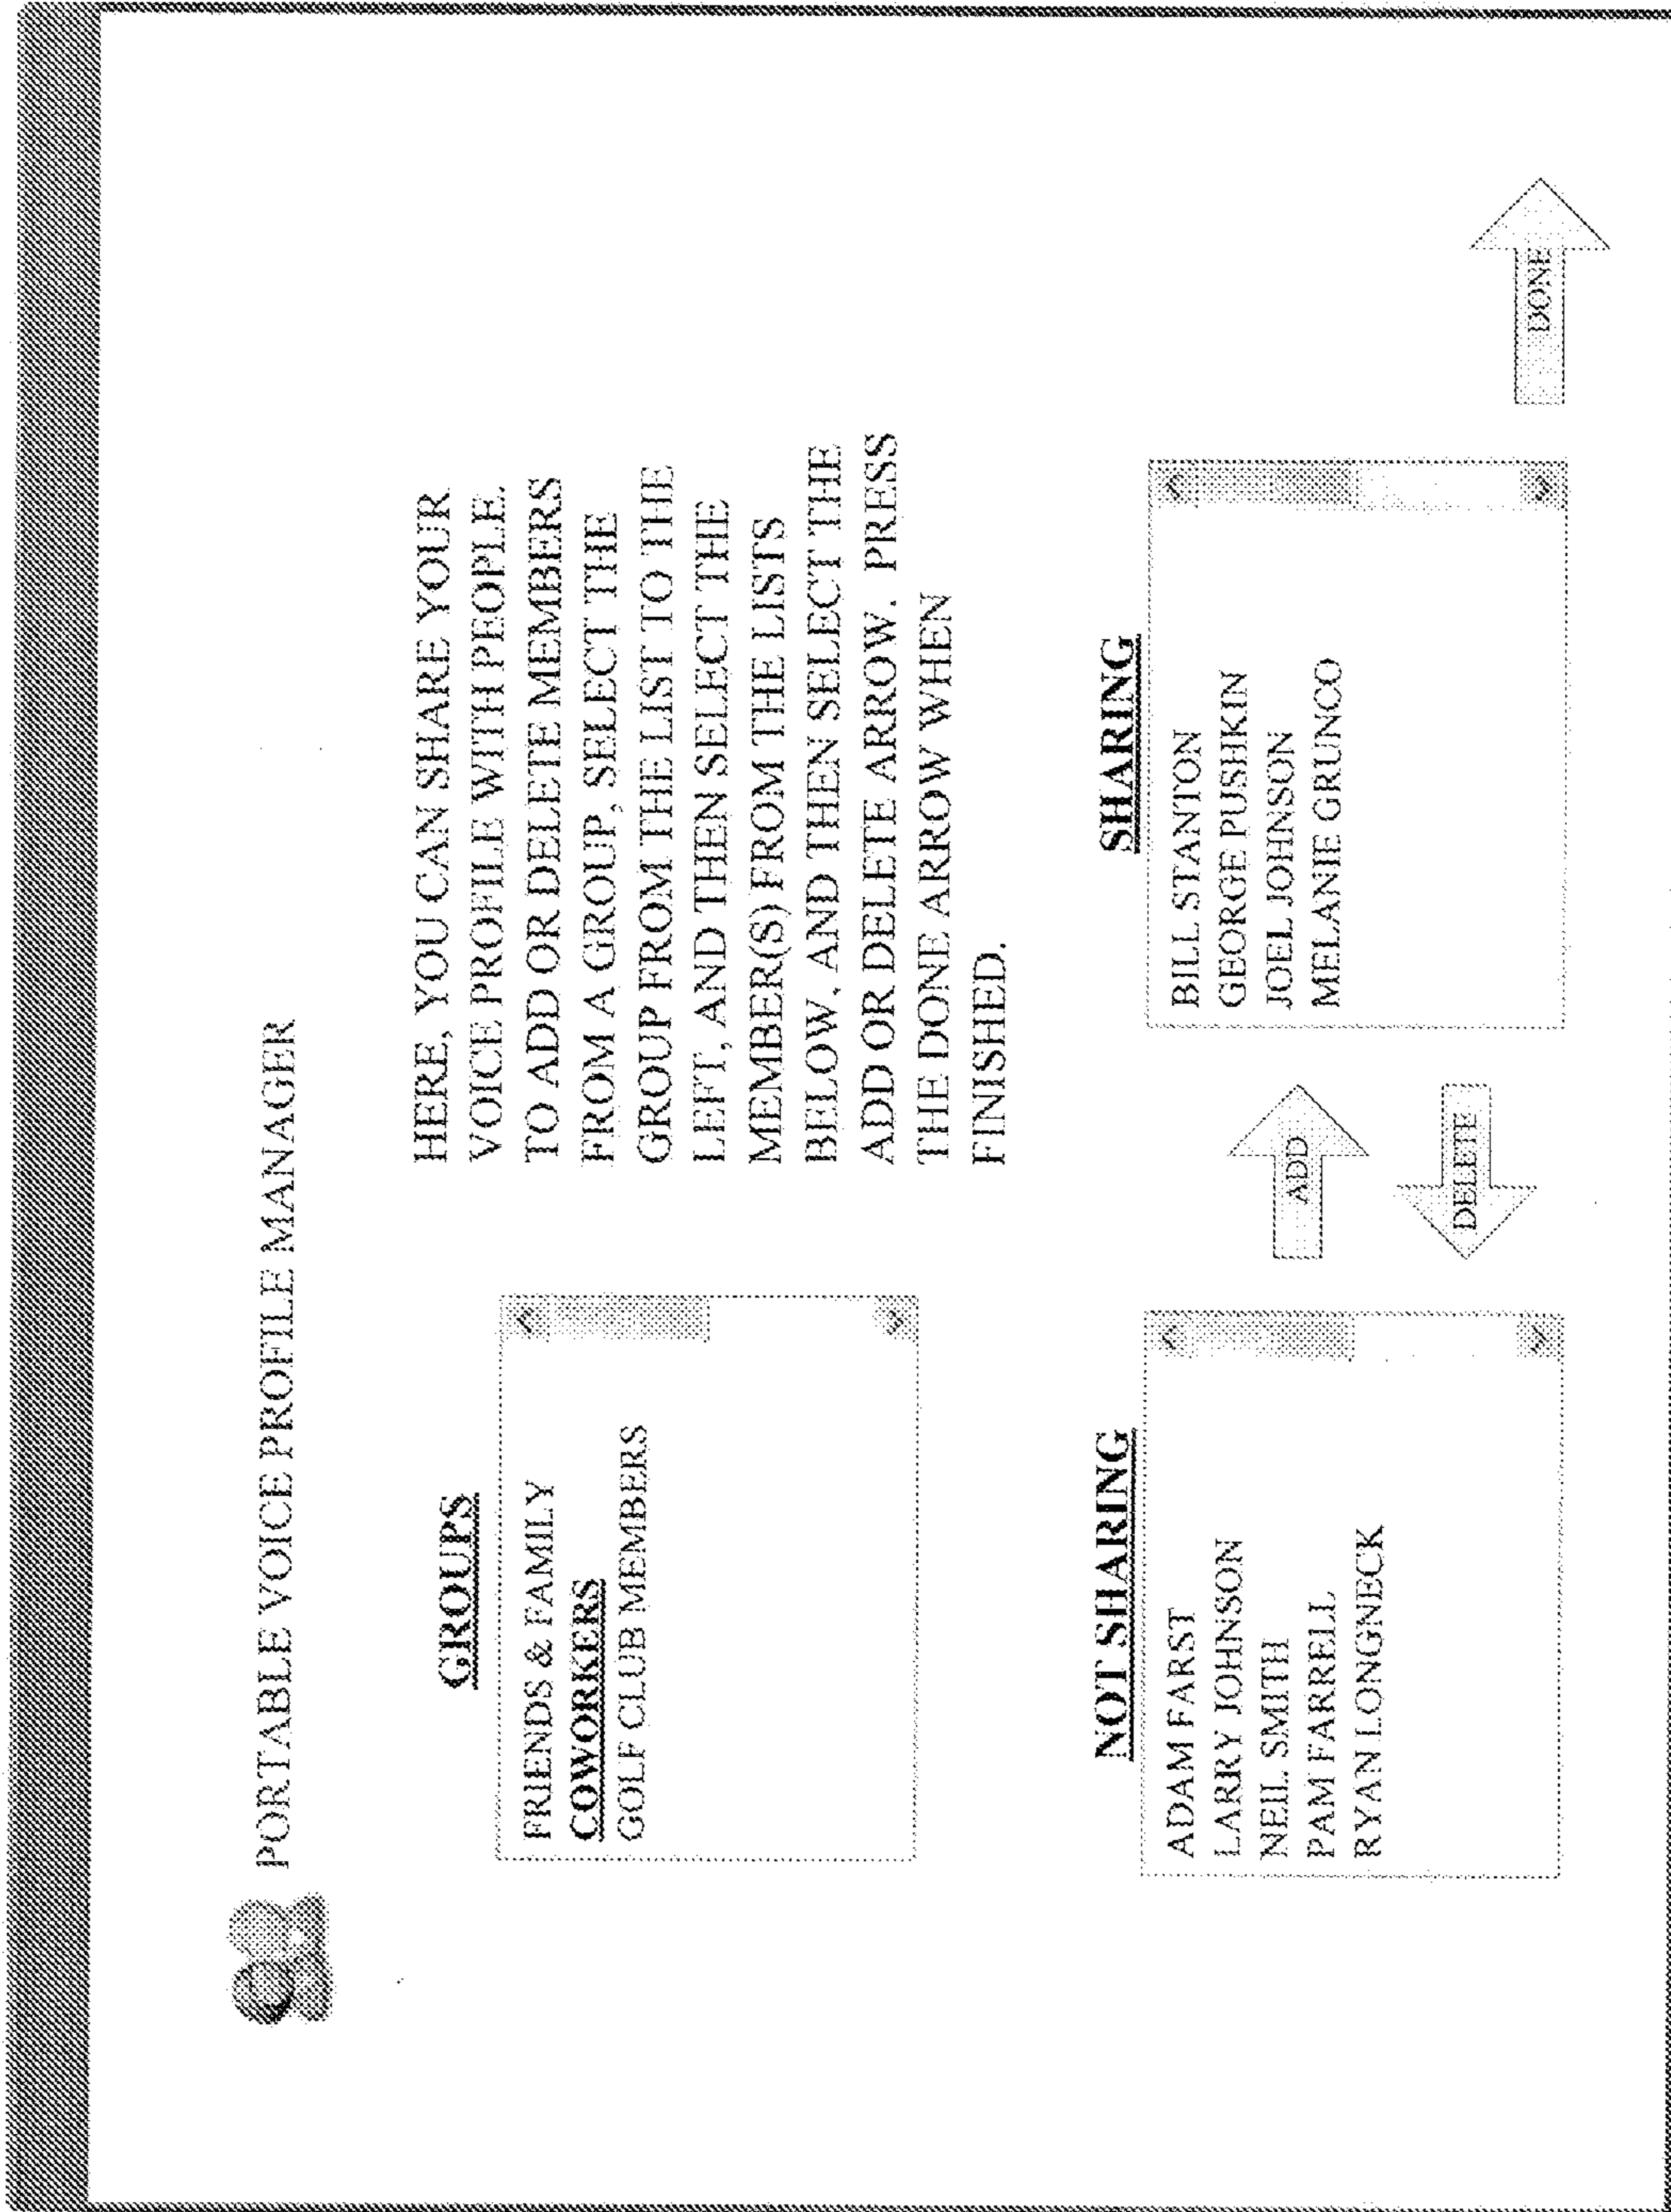 PORTABLE VOICE PROFILE MANAGER
GROUPS
FRIENDS & FAMILY
COWORKERS
GOLF CLUB MEMBERS
HERE, YOU CAN SHARE YOUR
VOICE PROFILE WITH PEOPLE.
TO ADD OR DELETE MEMBERS
FROM A GROUP, SELECT THE
GROUP FROM THE LIST TO THE
LEFT, AND THEN SELECT THE
MEMBER(S) FROM THE LISTS
BELOW, AND THEN SELECT THE
ADD OR DELETE ARROW. PRESS
THE DONE ARROW WHEN
FINISHED.
NOT SHARING
ADAM FARST
LARRY JOHNSON
NEIL SMITH
PAM FARRELL
RYAN LONGNECK
ADD
DELETE
SHARING
BILL STANTON
GEORGE PUSHKIN
JOEL JOHNSON
MELANIE GRUNCO
DONE